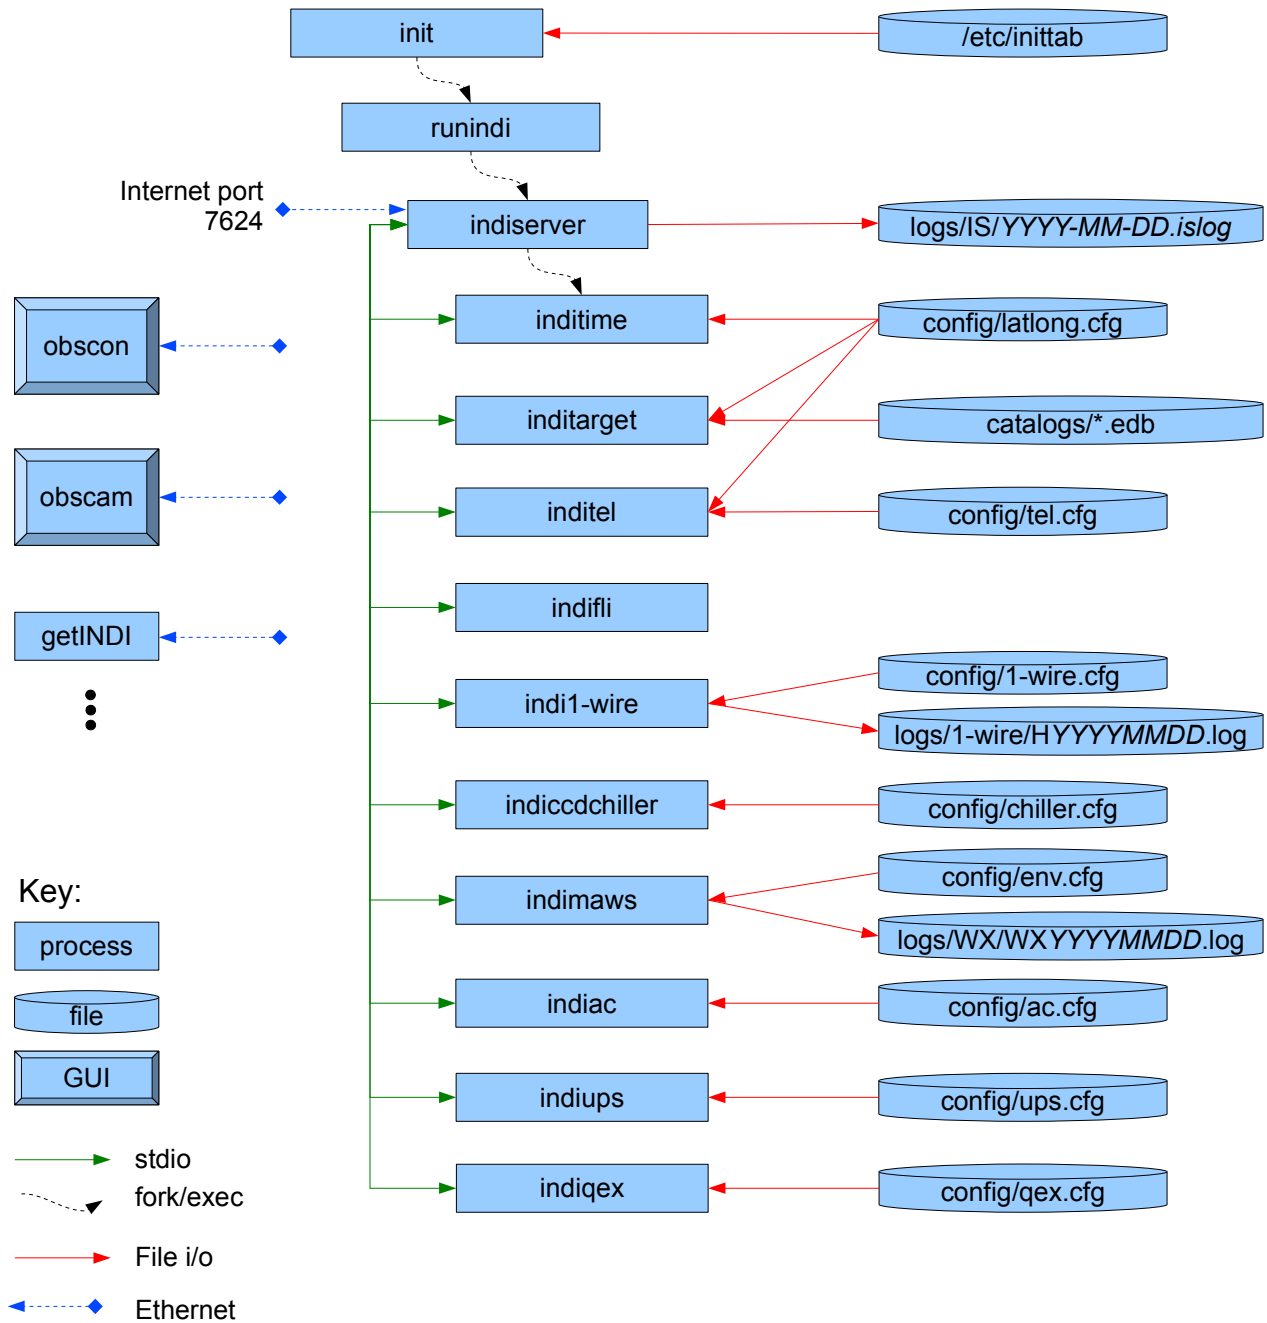 init
/etc/inittab
runindi
Internet port
7624
indiserver
logs/IS/YYYY-MM-DD.islog
inditime
config/latlong.cfg
obscon
inditarget
catalogs/*.edb
obscam
inditel
config/tel.cfg
indifli
getINDI
config/1-wire.cfg
indi1-wire
logs/1-wire/HYYYYMMDD.log
indiccdchiller
config/chiller.cfg
config/env.cfg
indimaws
logs/WX/WXYYYYMMDD.log
indiac
config/ac.cfg
indiups
config/ups.cfg
indiqex
config/qex.cfg
Key:
process
file
GUI
stdio
fork/exec
File i/o
Ethernet